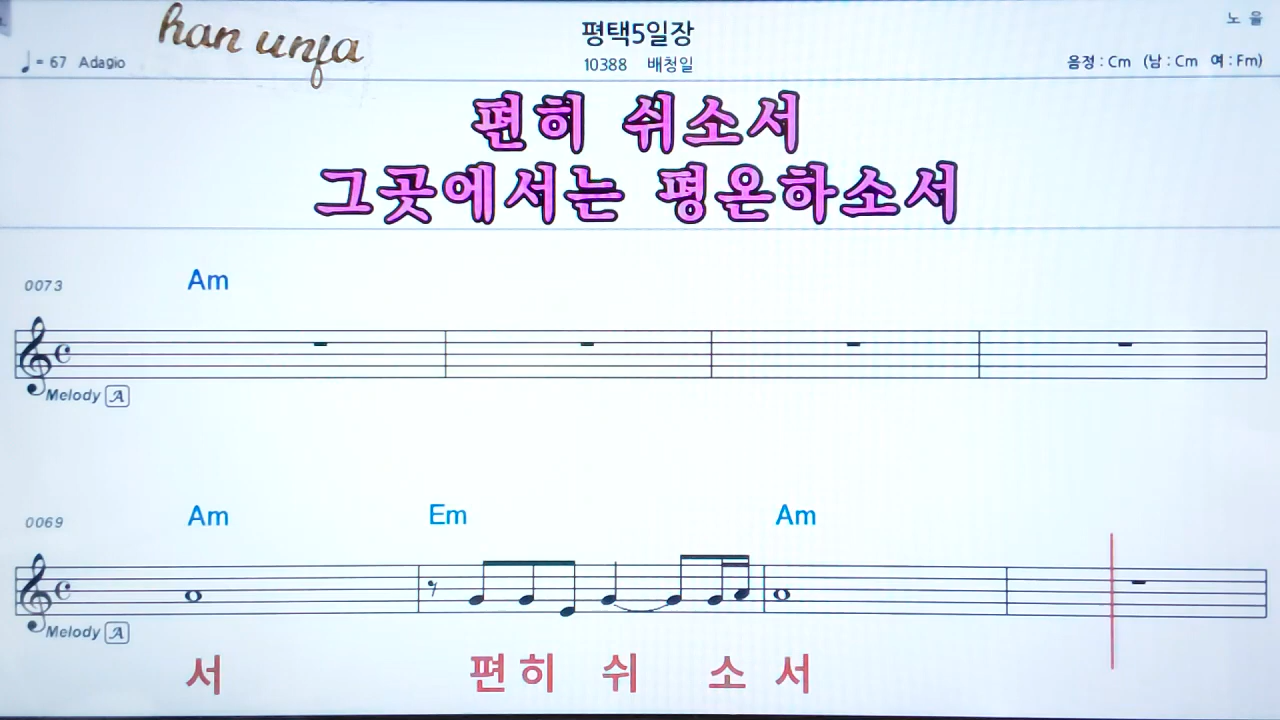 han unfa
평택5일장
노 율
♩= 67 Adagio
10388 배청일
음정 : Cm (남 : Cm 여 : Fm)
편히 쉬소서
그곳에서는 평온하소서
0073
Am
Melody A
0069
Am Em Am
Melody A
서 편 히 쉬 소 서